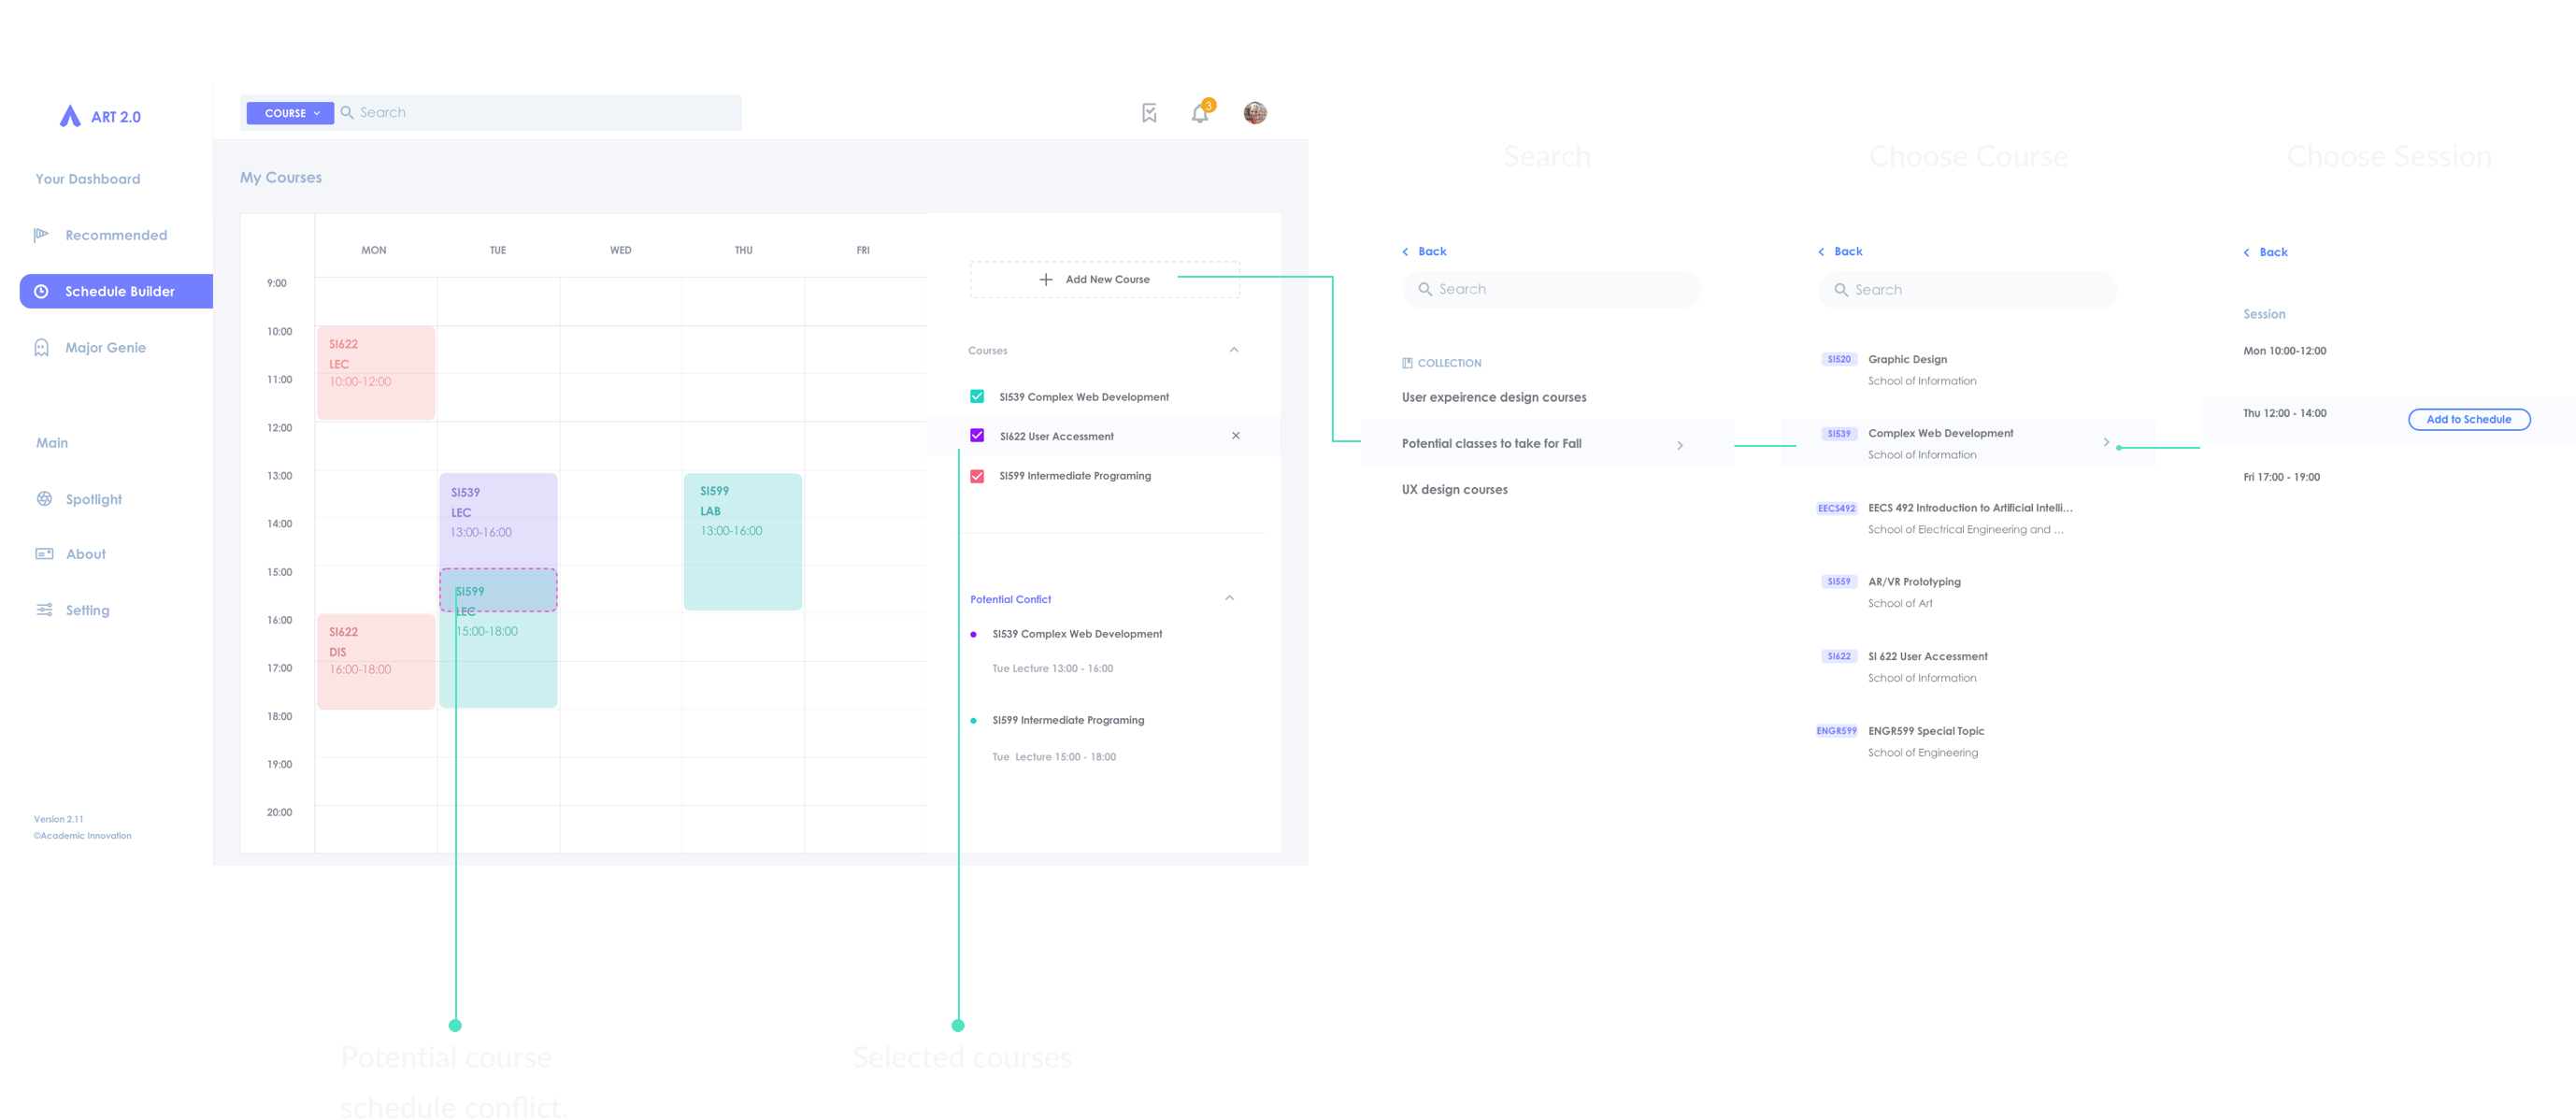 ART 2.0
COURSE
Search
3
Your Dashboard
Recommended
Schedule Builder
Major Genie
Main
Spotlight
About
Setting
Version 2.11
©Academic Innovation
My Courses
MON TUE WED THU FRI
9:00
10:00
11:00
12:00
13:00
14:00
15:00
16:00
17:00
18:00
19:00
20:00
SI622
LEC
10:00-12:00
SI622
DIS
16:00-18:00
SI539
LEC
13:00-16:00
SI599
LEC
15:00-18:00
SI599
LAB
13:00-16:00
Add New Course
Courses
SI539 Complex Web Development
SI622 User Accessment
SI599 Intermediate Programing
Potential Confict
SI539 Complex Web Development
Tue Lecture 13:00 - 16:00
SI599 Intermediate Programing
Tue Lecture 15:00 - 18:00
Potential course
schedule conflict.
Selected courses
Search
Back
Search
COLLECTION
User expeirence design courses
Potential classes to take for Fall
UX design courses
Choose Course
Back
Search
SI520 Graphic Design
School of Information
SI539 Complex Web Development
School of Information
EECS492 EECS 492 Introduction to Artificial Intelli...
School of Electrical Engineering and ...
SI559 AR/VR Prototyping
School of Art
SI622 SI 622 User Accessment
School of Information
ENGR599 ENGR599 Special Topic
School of Engineering
Choose Session
Back
Session
Mon 10:00-12:00
Thu 12:00 - 14:00
Add to Schedule
Fri 17:00 - 19:00